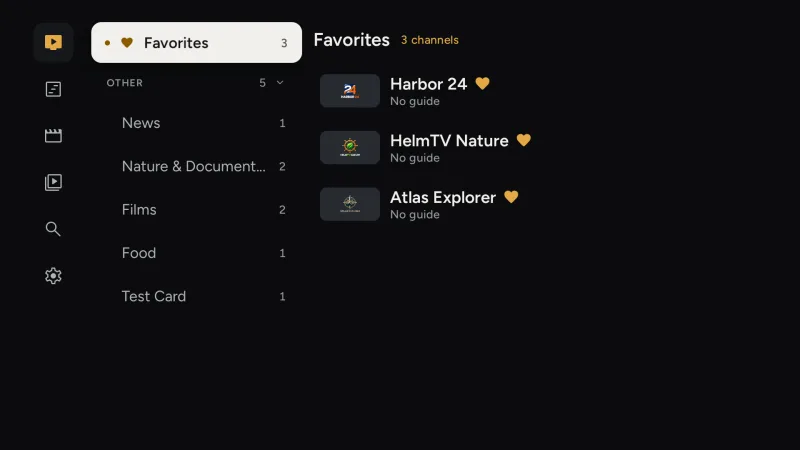 Favorites 3
OTHER 5
News 1
Nature & Document... 2
Films 2
Food 1
Test Card 1
Favorites 3 channels
24
Harbor 24
No guide
HelmTV Nature
No guide
Atlas Explorer
No guide